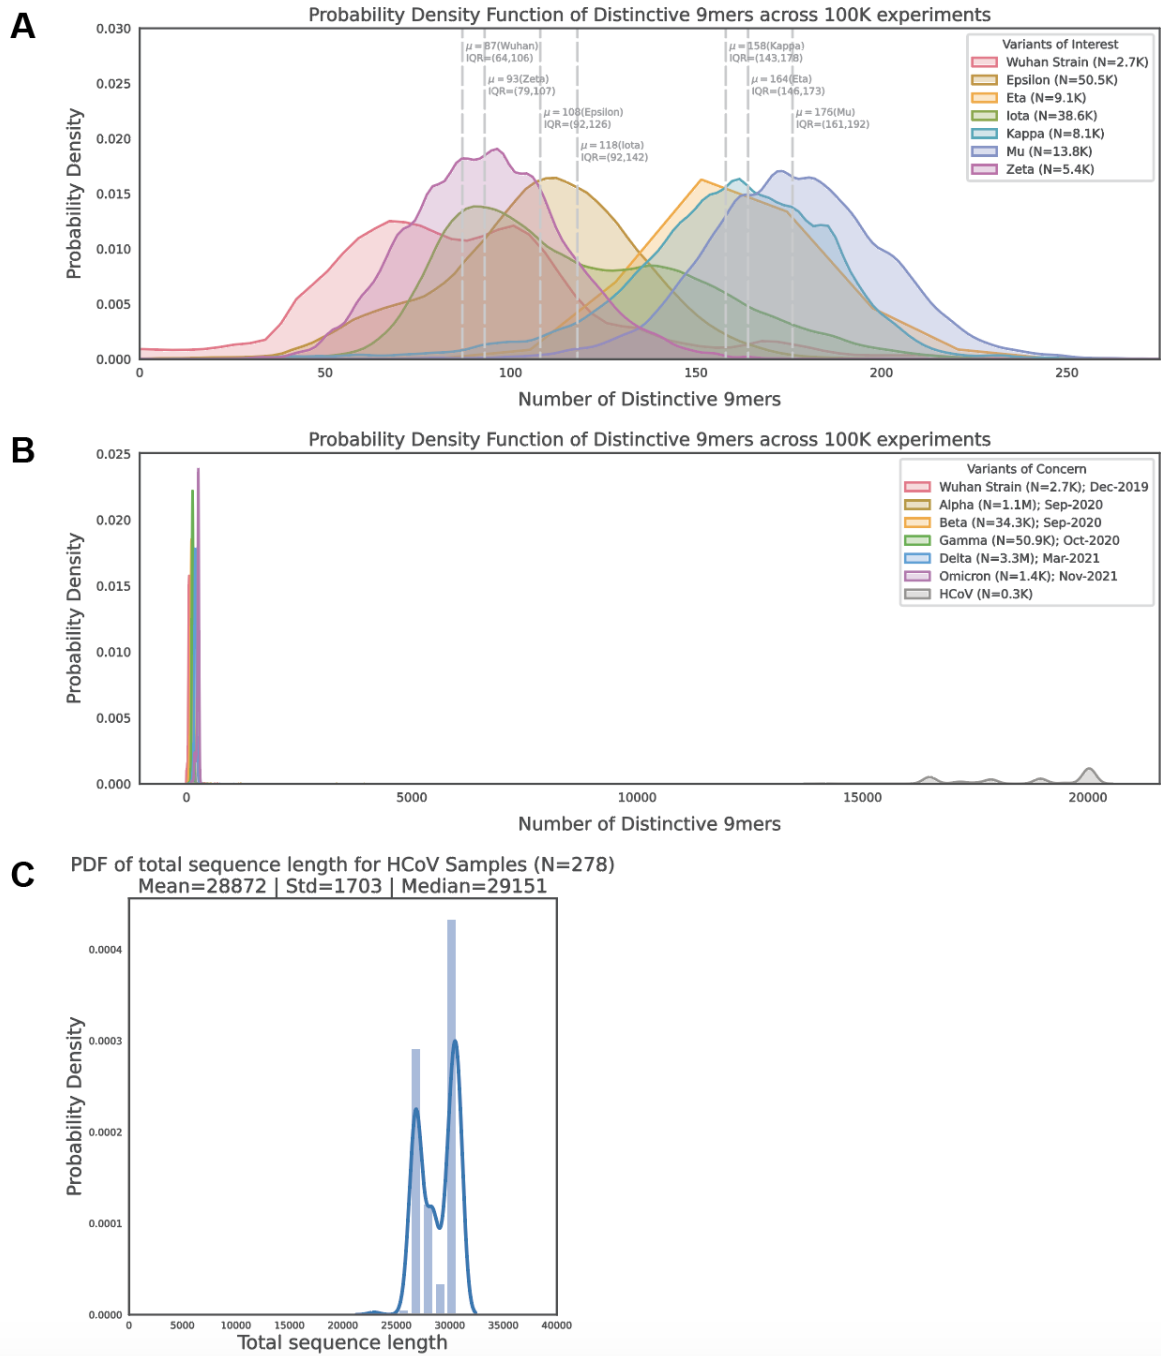 A
Probability Density Function of Distinctive 9mers across 100K experiments
0.030
0.025
0.020
0.015
0.010
0.005
0.000
Probability Density
μ = 87(Wuhan)
IQR=(64,106)
μ = 93(Zeta)
IQR=(79,107)
μ = 108(Epsilon)
IQR=(92,126)
μ = 118(Iota)
IQR=(92,142)
μ = 158(Kappa)
IQR=(143,178)
μ = 164(Eta)
IQR=(146,173)
μ = 175(Mu)
IQR=(161,192)
Variants of Interest
Wuhan Strain (N=2.7K)
Epsilon (N=50.5K)
Eta (N=9.1K)
Iota (N=38.6K)
Kappa (N=8.1K)
Mu (N=13.8K)
Zeta (N=5.4K)
0 50 100 150 200 250
Number of Distinctive 9mers
B
Probability Density Function of Distinctive 9mers across 100K experiments
0.025
0.020
0.015
0.010
0.005
0.000
Probability Density
Variants of Concern
Wuhan Strain (N=2.7K); Dec-2019
Alpha (N=1.1M); Sep-2020
Beta (N=34.3K); Sep-2020
Gamma (N=50.9K); Oct-2020
Delta (N=3.3M); Mar-2021
Omicron (N=1.4K); Nov-2021
HCoV (N=0.3K)
0 5000 10000 15000 20000
Number of Distinctive 9mers
C
PDF of total sequence length for HCoV Samples (N=278)
Mean=28872 | Std=1703 | Median=29151
0.0004
0.0003
0.0002
0.0001
0.0000
Probability Density
0 5000 10000 15000 20000 25000 30000 35000 40000
Total sequence length